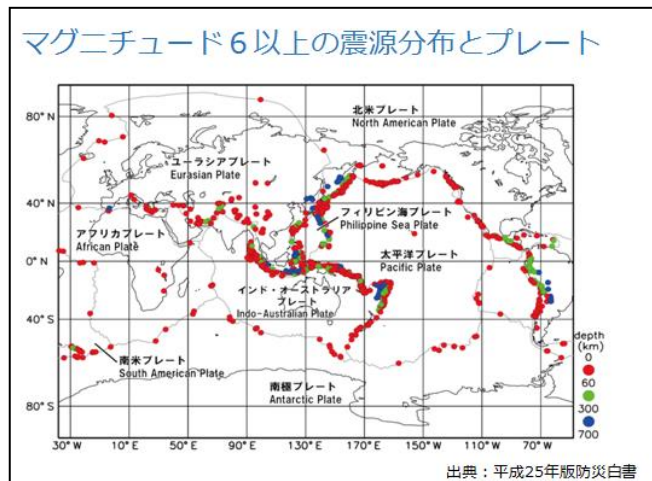 マグニチュード６以上の震源分布とプレート
80° N
40° N
0° N
40° S
80° S
北米プレート
North American Plate
ユーラシアプレート
Eurasian Plate
フィリピン海プレート
Philippine Sea Plate
アフリカプレート
African Plate
太平洋プレート
Pacific Plate
インド・オーストラリア
プレート
Indo-Australian Plate
南米プレート
South American Plate
南極プレート
Antarctic Plate
depth
(km)
0
60
300
700
30° W 10° E 50° E 90° E 130° E 170° E 150° W 110° W 70° W
出典：平成25年版防災白書